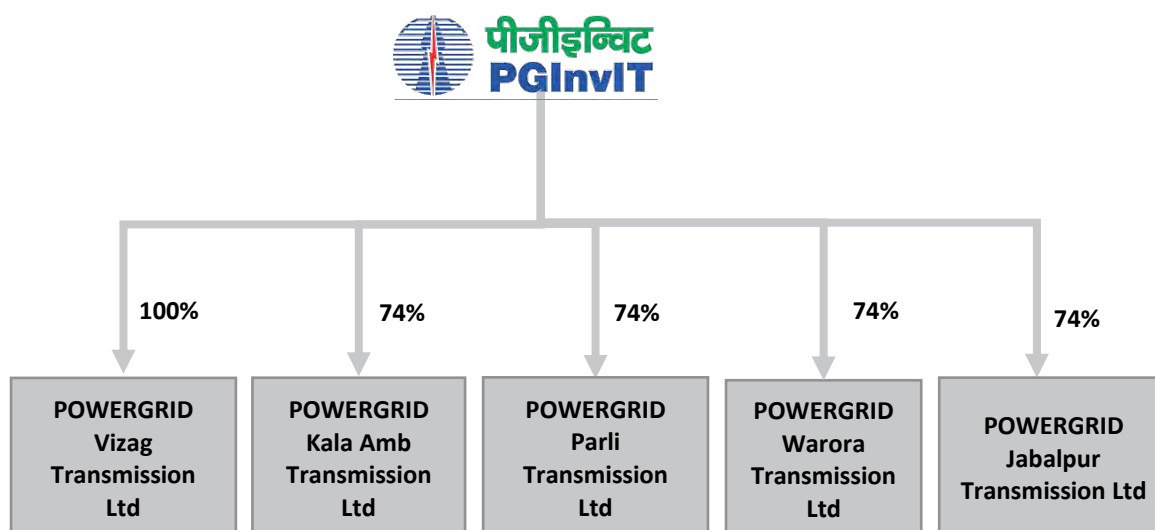 पीजीइन्विट
PGInvIT
100%
74%
74%
74%
74%
POWERGRID
Vizag
Transmission
Ltd
POWERGRID
Kala Amb
Transmission
Ltd
POWERGRID
Parli
Transmission
Ltd
POWERGRID
Warora
Transmission
Ltd
POWERGRID
Jabalpur
Transmission Ltd